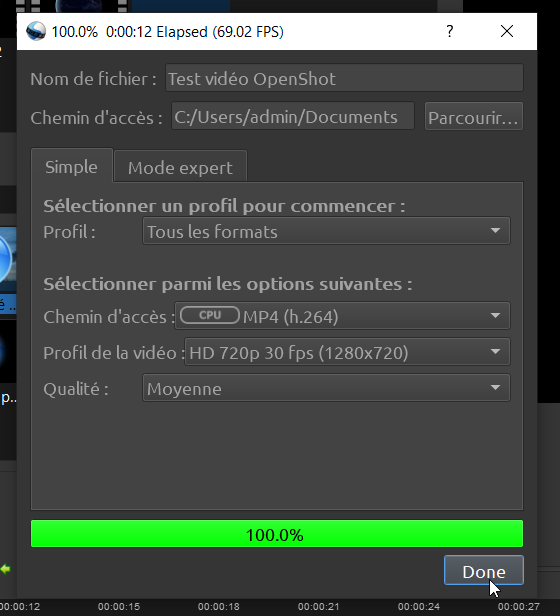 100.0% 0:00:12 Elapsed (69.02 FPS)
?
Nom de fichier : Test vidéo OpenShot
Chemin d'accès : C:/Users/admin/Documents Parcourir...
Simple Mode expert
Sélectionner un profil pour commencer :
Profil : Tous les formats
Sélectionner parmi les options suivantes :
Chemin d'accès : CPU MP4 (h.264)
Profil de la vidéo : HD 720p 30 fps (1280x720)
Qualité : Moyenne
100.0%
Done
00:00:12 00:00:15 00:00:18 00:00:21 00:00:24 00:00:27